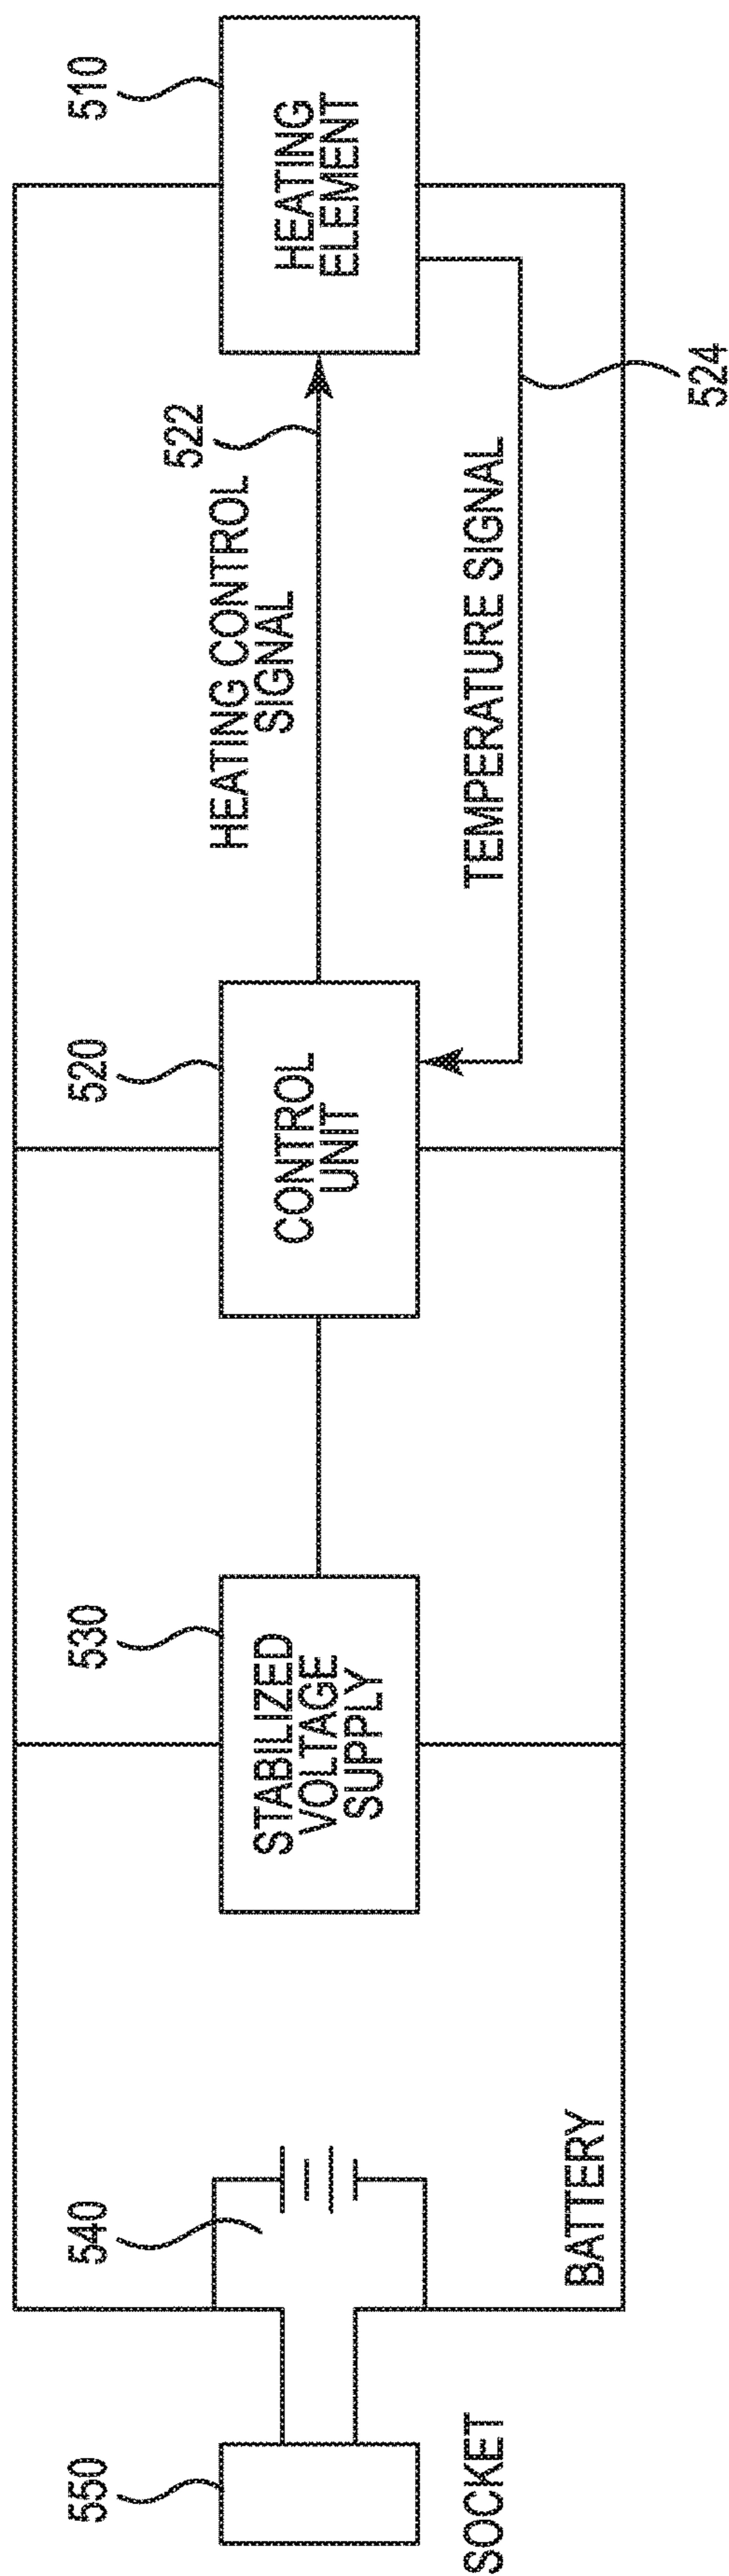 550
SOCKET
540
BATTERY
530
STABILIZED
VOLTAGE
SUPPLY
520
CONTROL
UNIT
HEATING CONTROL
SIGNAL
522
TEMPERATURE SIGNAL
524
510
HEATING
ELEMENT